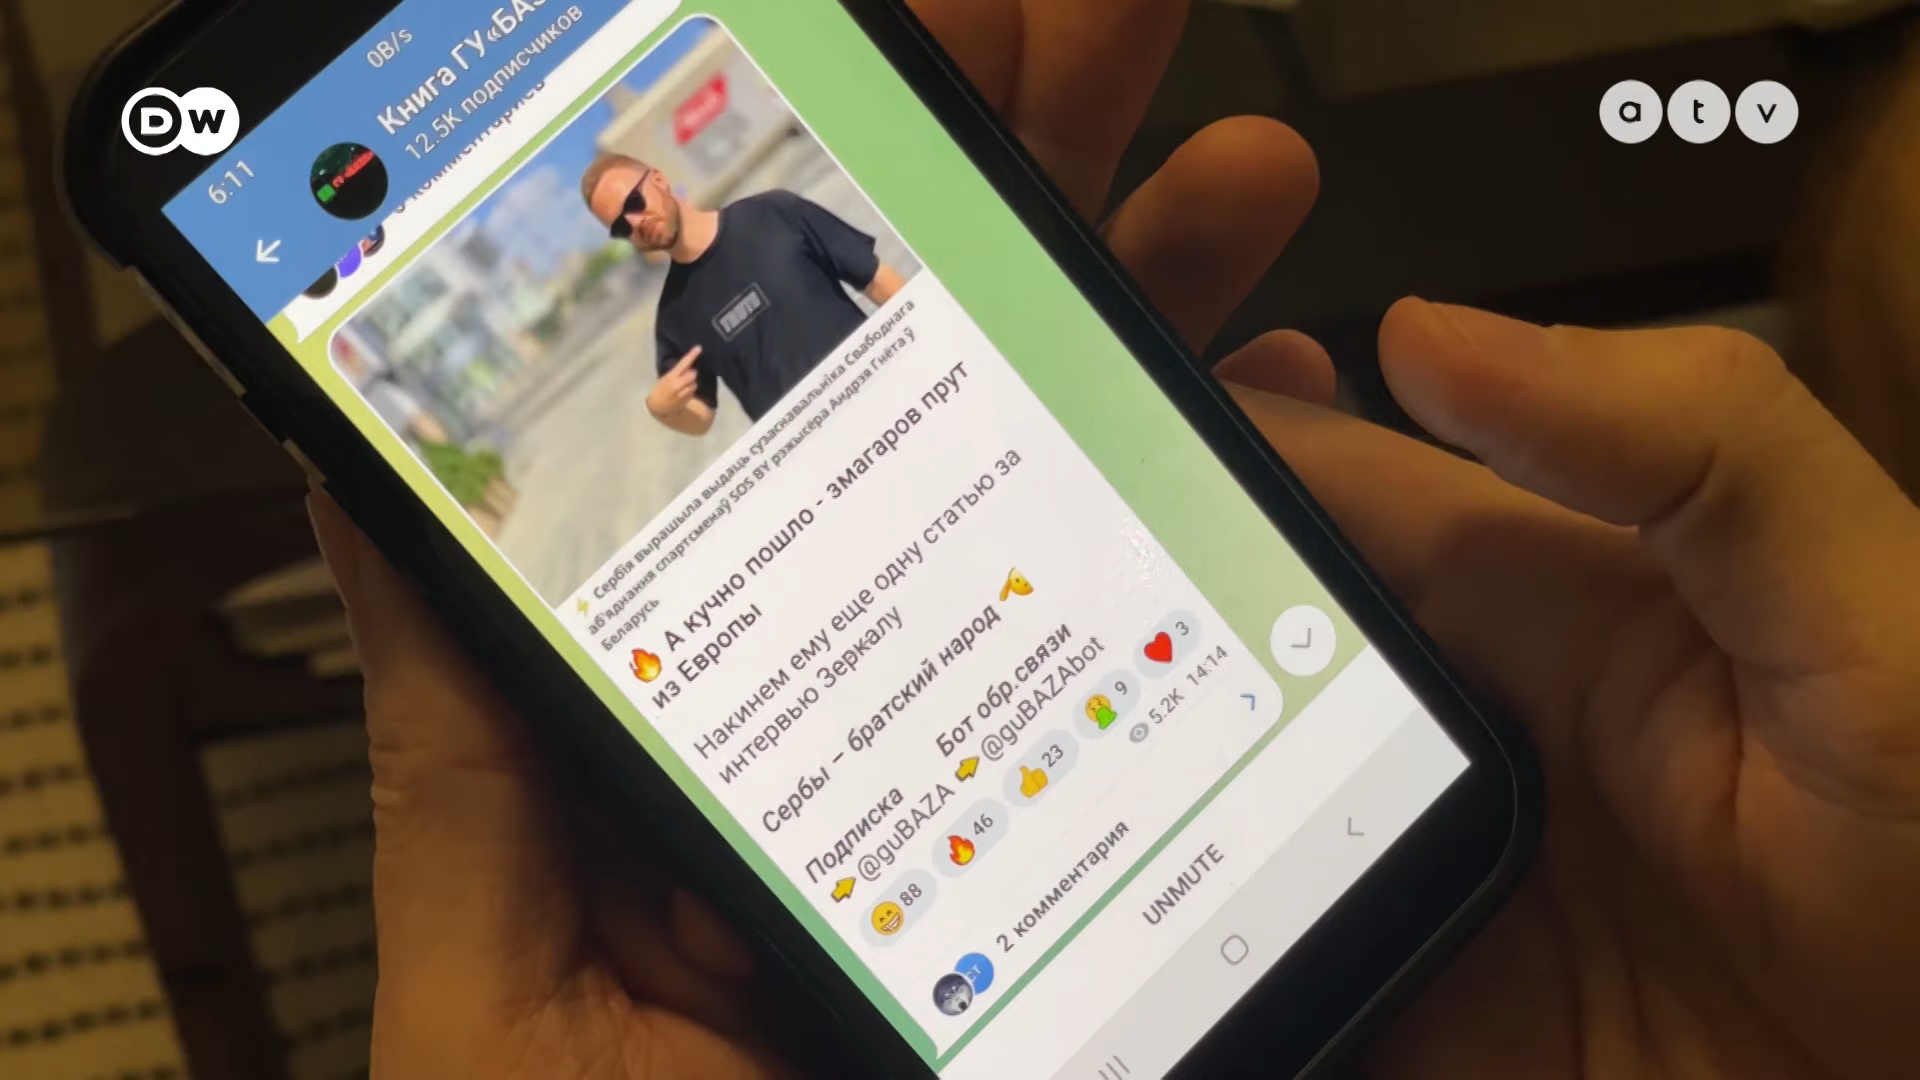 DW
a t v
0B/s
6:11
Книга ГУ«БАЗ
12.5K подписчиков
⚡ Сербія вырашыла выдаць сузаснавальніка Свабоднага
аб'яднання спартсменаў SOS BY рэжысёра Андрэя Гнёта ў
Беларусь
🔥 А кучно пошло - змагаров прут
из Европы
Накинем ему еще одну статью за
интервью Зеркалу
Сербы – братский народ 🫡
Подписка Бот обр.связи
👉 @guBAZA 👉 @guBAZAbot
😁 88 🔥 46 👍 23 🤮 9 ❤ 3
5.2K 14:14
2 комментария
UNMUTE